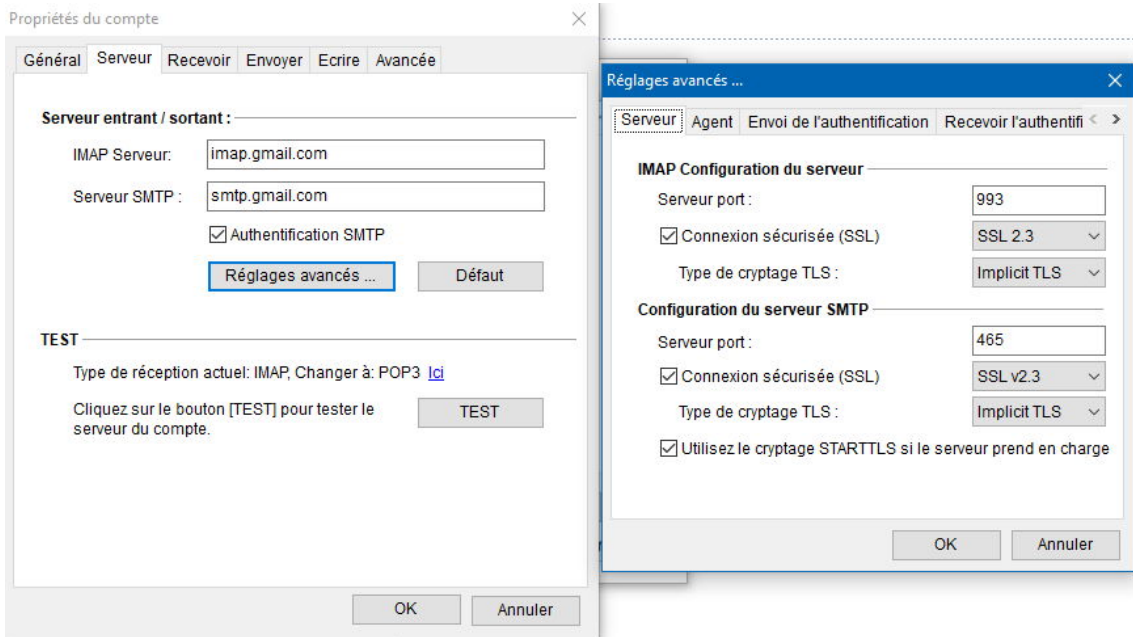 Propriétés du compte
Général Serveur Recevoir Envoyer Ecrire Avancée
Serveur entrant / sortant :
IMAP Serveur: imap.gmail.com
Serveur SMTP : smtp.gmail.com
Authentification SMTP
Réglages avancés ... Défaut
TEST
Type de réception actuel: IMAP, Changer à: POP3 Ici
Cliquez sur le bouton [TEST] pour tester le
serveur du compte.
TEST
OK Annuler
Réglages avancés ...
Serveur Agent Envoi de l'authentification Recevoir l'authentifi
IMAP Configuration du serveur
Serveur port : 993
Connexion sécurisée (SSL) SSL 2.3
Type de cryptage TLS : Implicit TLS
Configuration du serveur SMTP
Serveur port : 465
Connexion sécurisée (SSL) SSL v2.3
Type de cryptage TLS : Implicit TLS
Utilisez le cryptage STARTTLS si le serveur prend en charge
OK Annuler